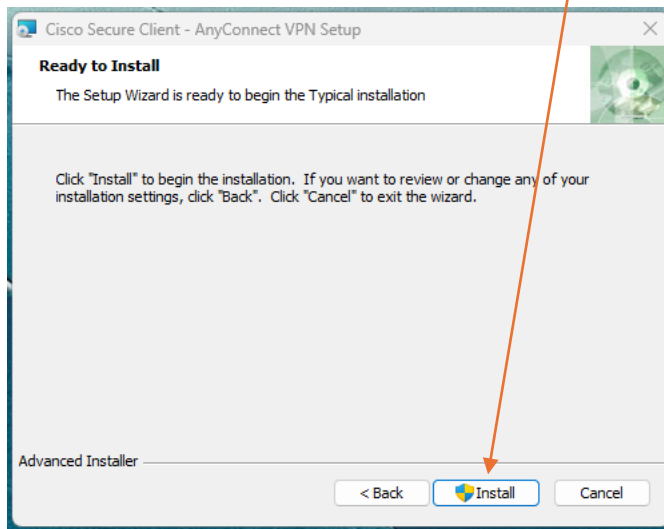 Cisco Secure Client - AnyConnect VPN Setup
Ready to Install
The Setup Wizard is ready to begin the Typical installation
Click "Install" to begin the installation. If you want to review or change any of your
installation settings, click "Back". Click "Cancel" to exit the wizard.
Advanced Installer
< Back Install Cancel